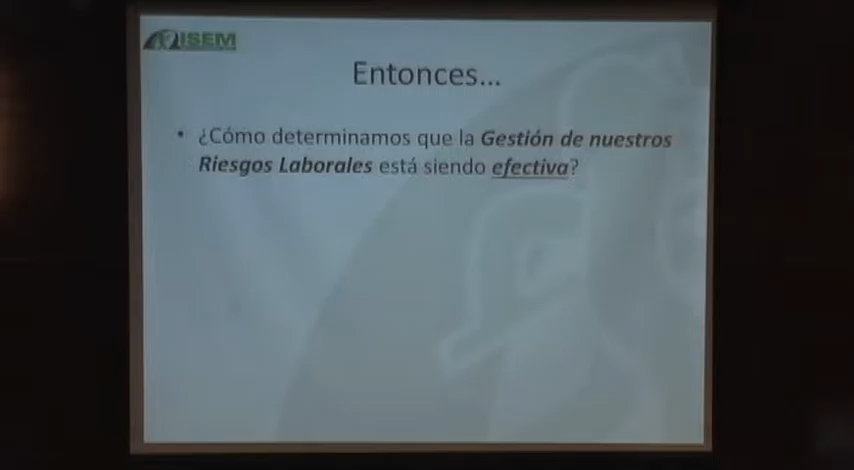 ISEM
Entonces...
• ¿Cómo determinamos que la Gestión de nuestros
Riesgos Laborales está siendo efectiva?